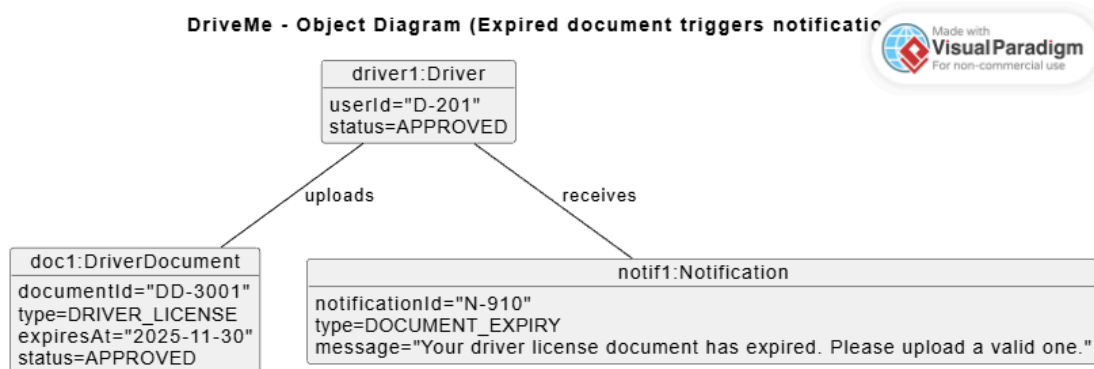 DriveMe - Object Diagram (Expired document triggers notificatio
Made with
Visual Paradigm
For non-commercial use
driver1:Driver
userId="D-201"
status=APPROVED
uploads
receives
doc1:DriverDocument
documentId="DD-3001"
type=DRIVER_LICENSE
expiresAt="2025-11-30"
status=APPROVED
notif1:Notification
notificationId="N-910"
type=DOCUMENT_EXPIRY
message="Your driver license document has expired. Please upload a valid one."